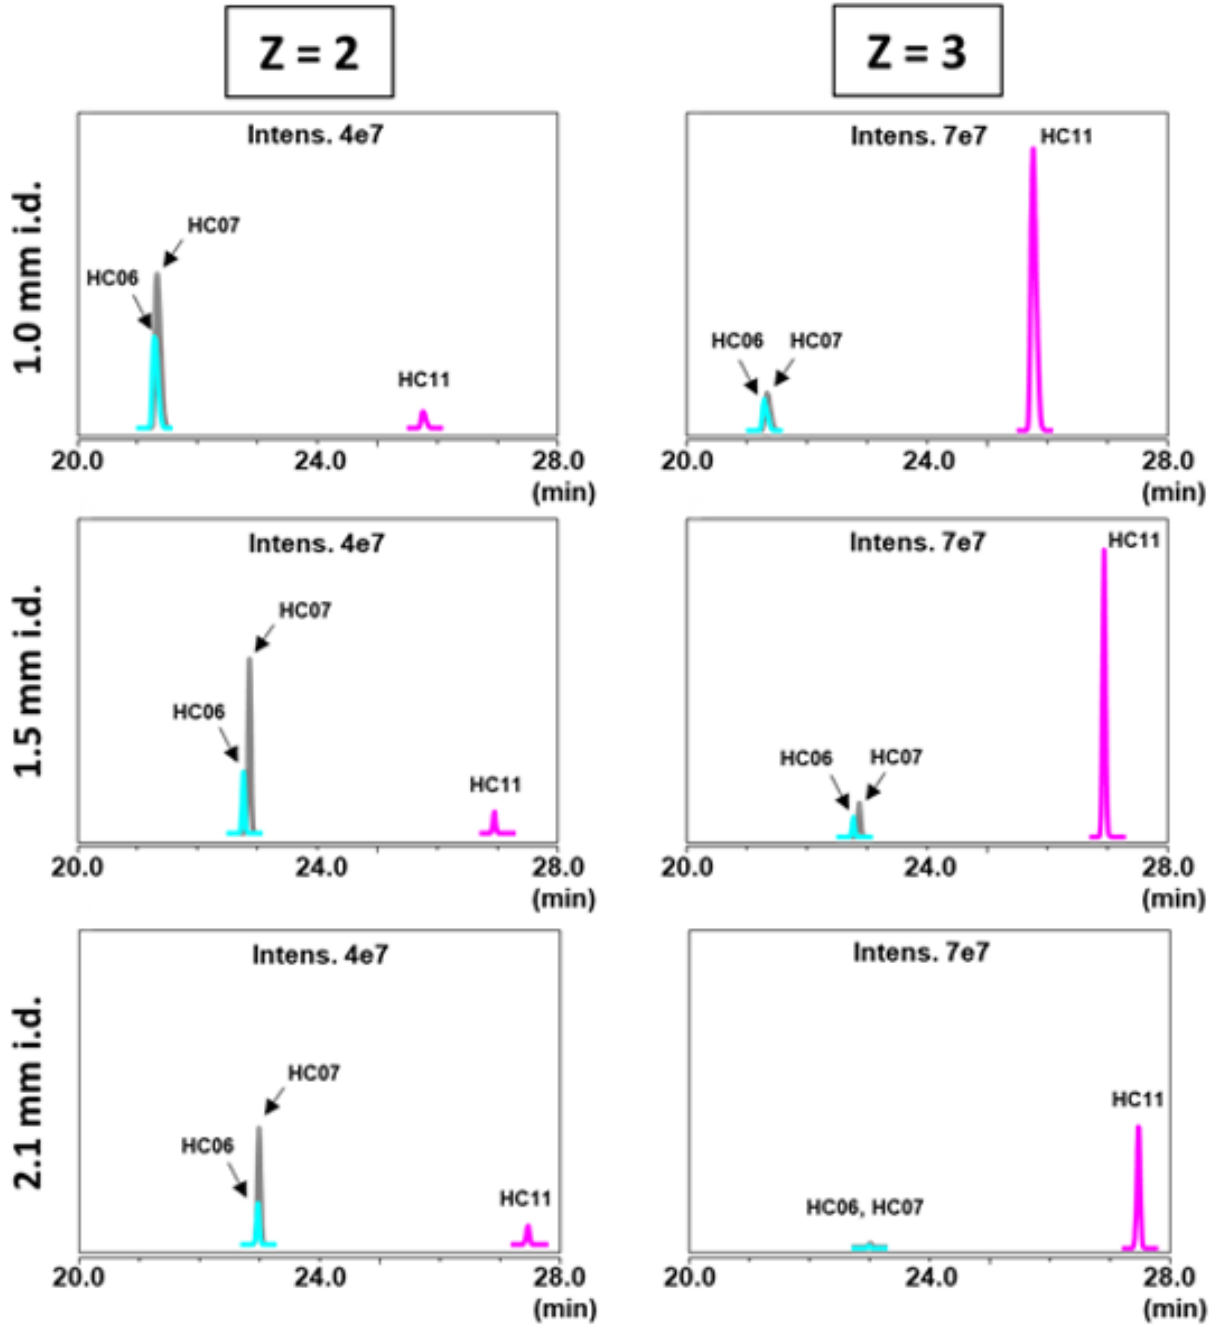 Z = 2
Z = 3
1.0 mm i.d.
Intens. 4e7
HC07
HC06
HC11
20.0 24.0 28.0
(min)
Intens. 7e7
HC11
HC06 HC07
20.0 24.0 28.0
(min)
1.5 mm i.d.
Intens. 4e7
HC07
HC06
HC11
20.0 24.0 28.0
(min)
Intens. 7e7
HC11
HC06 HC07
20.0 24.0 28.0
(min)
2.1 mm i.d.
Intens. 4e7
HC07
HC06
HC11
20.0 24.0 28.0
(min)
Intens. 7e7
HC11
HC06, HC07
20.0 24.0 28.0
(min)